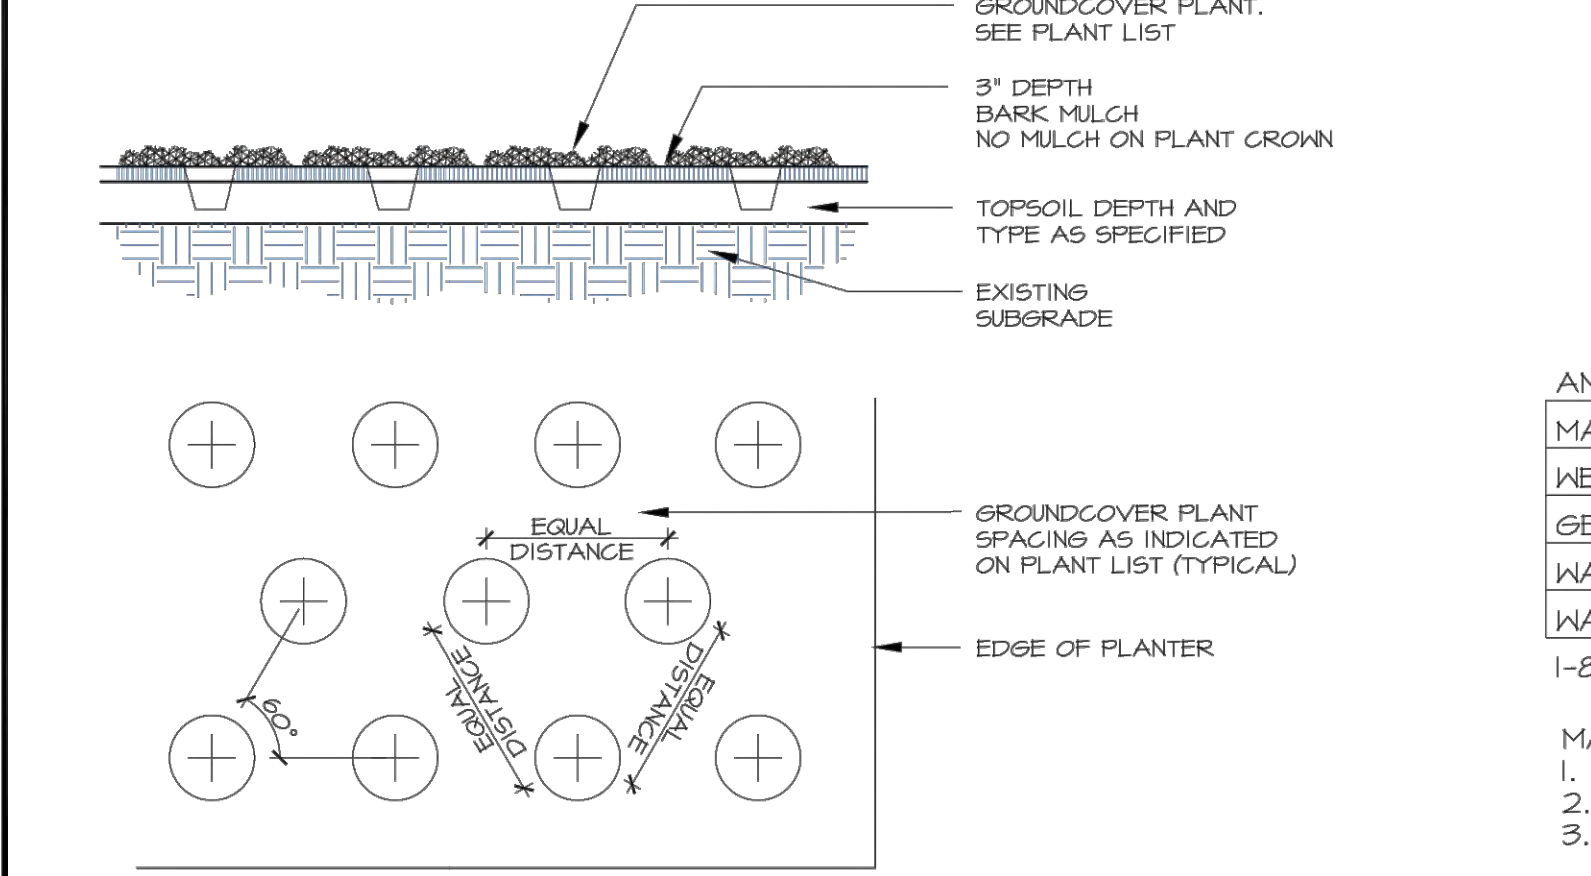 GROUNDCOVER PLANT.
SEE PLANT LIST
3" DEPTH
BARK MULCH
NO MULCH ON PLANT CROWN
TOPSOIL DEPTH AND
TYPE AS SPECIFIED
EXISTING
SUBGRADE
EQUAL
DISTANCE
GROUNDCOVER PLANT
SPACING AS INDICATED
ON PLANT LIST (TYPICAL)
EQUAL
DISTANCE
EQUAL
DISTANCE
EDGE OF PLANTER
60°
1.
2.
3.